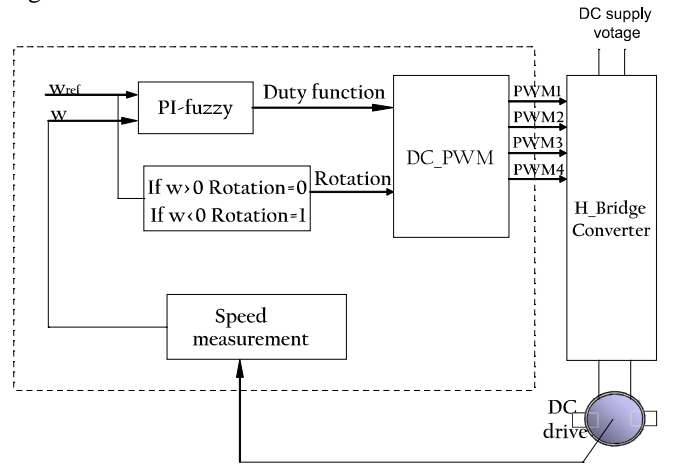 DC supply
votage
Wref
W
PI-fuzzy
Duty function
If w>0 Rotation=0
If w<0 Rotation=1
Rotation
DC_PWM
PWM1
PWM2
PWM3
PWM4
H_Bridge
Converter
Speed
measurement
DC
drive